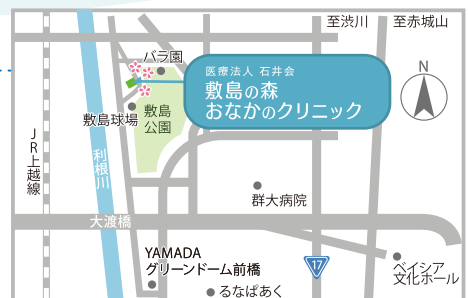 至渋川
至赤城山
バラ園
医療法人 石井会
敷島の森
おなかのクリニック
N
敷島球場
敷島
公園
JR上越線
利根川
群大病院
大渡橋
YAMADA
グリーンドーム前橋
17
ベイシア
文化ホール
るなぱあく